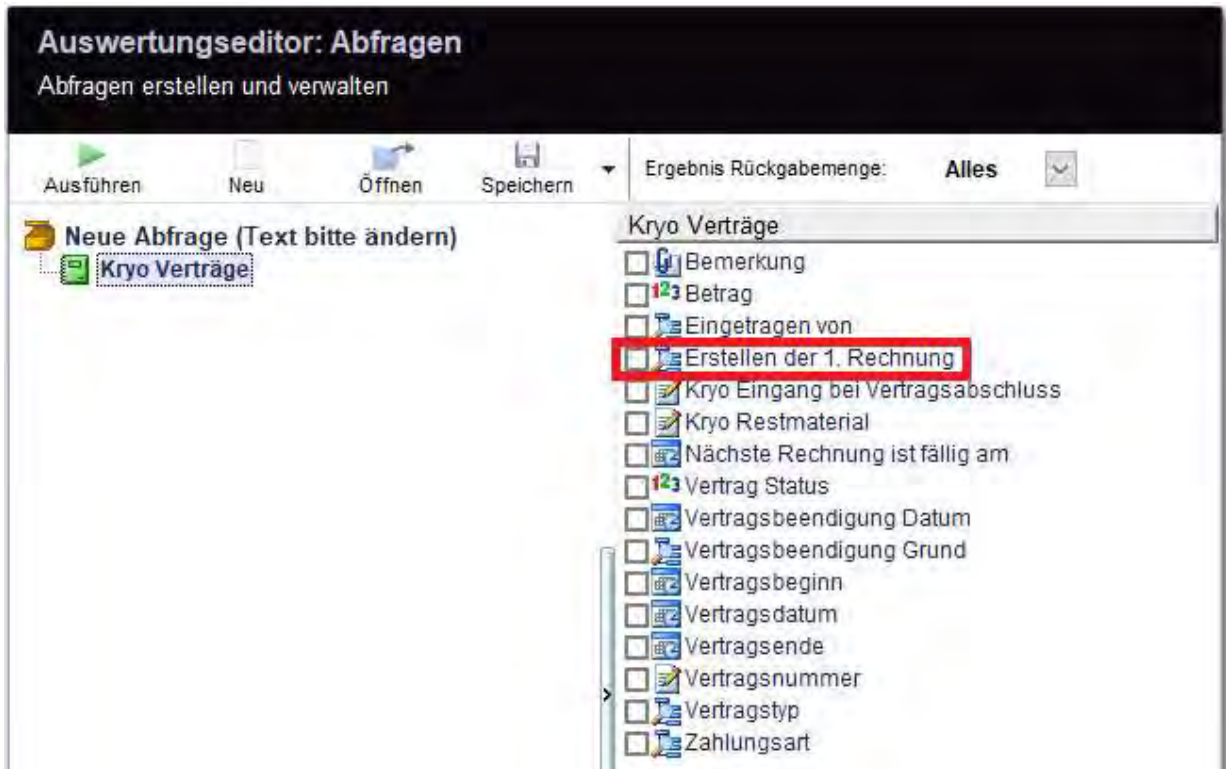 Auswertungseditor: Abfragen
Abfragen erstellen und verwalten
Ausführen Neu Öffnen Speichern Ergebnis Rückgabemenge: Alles
Neue Abfrage (Text bitte ändern)
Kryo Verträge
Kryo Verträge
Bemerkung
123 Betrag
Eingetragen von
Erstellen der 1. Rechnung
Kryo Eingang bei Vertragsabschluss
Kryo Restmaterial
Nächste Rechnung ist fällig am
123 Vertrag Status
Vertragsbeendigung Datum
Vertragsbeendigung Grund
Vertragsbeginn
Vertragsdatum
Vertragsende
Vertragsnummer
Vertragstyp
Zahlungsart